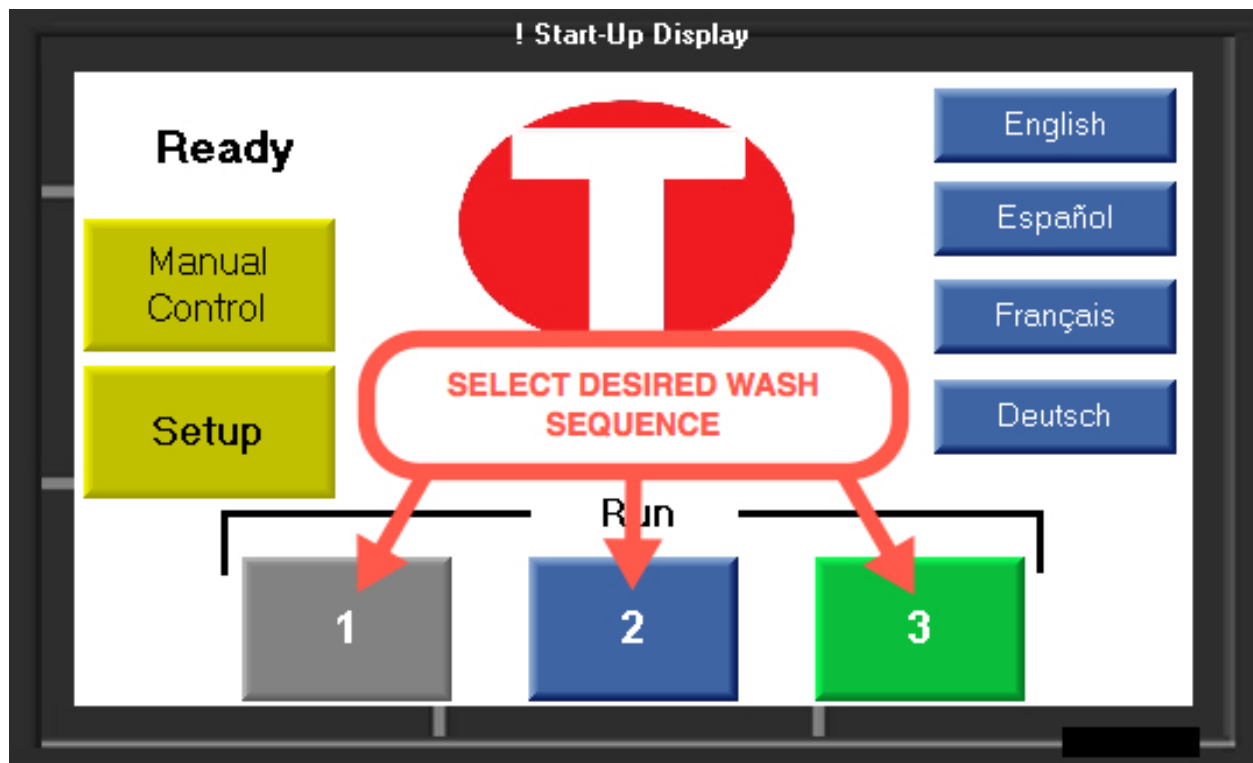 ! Start-Up Display
Ready
T
English
Español
Français
Deutsch
Manual
Control
Setup
SELECT DESIRED WASH
SEQUENCE
Run
1
2
3